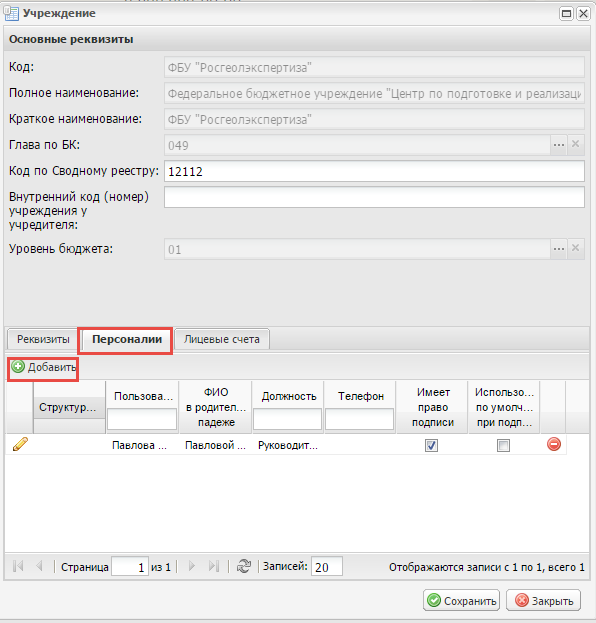 Учреждение
Основные реквизиты
Код: ФБУ "Росгеолэкспертиза"
Полное наименование: Федеральное бюджетное учреждение "Центр по подготовке и реализаци
Краткое наименование: ФБУ "Росгеолэкспертиза"
Глава по БК: 049
Код по Сводному реестру: 12112
Внутренний код (номер)
учреждения у
учредителя:
Уровень бюджета: 01
Реквизиты Персоналии Лицевые счета
Добавить
Структур... Пользова... ФИО в родител... падеже Должность Телефон Имеет право подписи Использо... по умолч... при подп...
Павлова ... Павловой ... Руководит...
Страница 1 из 1 Записей: 20 Отображаются записи с 1 по 1, всего 1
Сохранить Закрыть